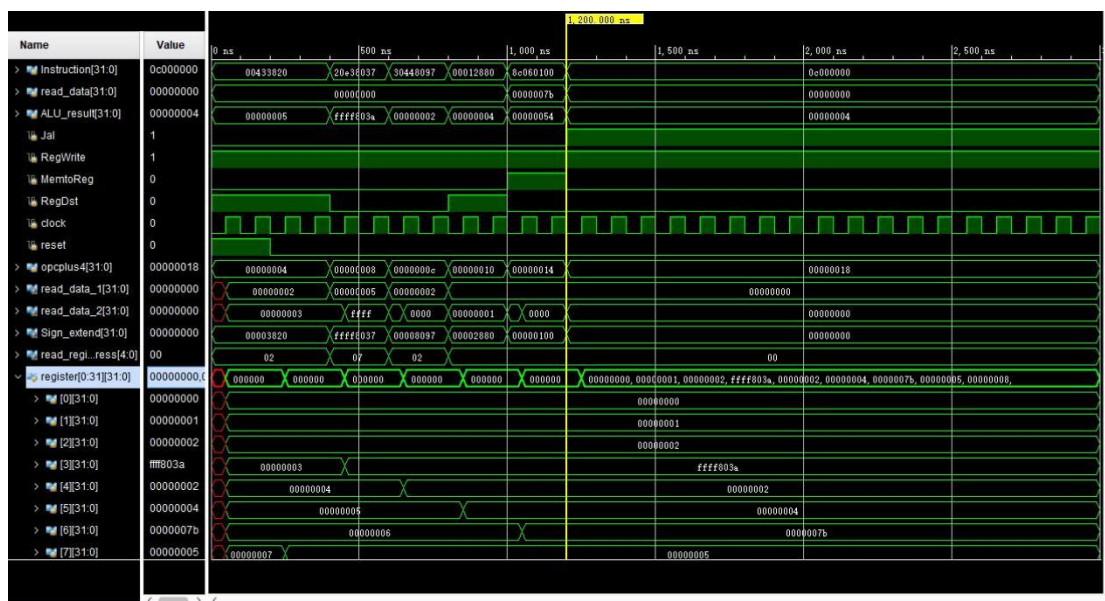 1,200.000 ns
Name Value 0 ns 500 ns 1,000 ns 1,500 ns 2,000 ns 2,500 ns
Instruction[31:0] 0c000000 00433820 20e38037 30448097 00012880 8c060100 0c000000
read_data[31:0] 00000000 00000000 0000007b 00000000
ALU_result[31:0] 00000004 00000005 ffff803a 00000002 00000004 00000054 00000004
Jal 1
RegWrite 1
MemtoReg 0
RegDst 0
clock 0
reset 0
opcplus4[31:0] 00000018 00000004 00000008 0000000c 00000010 00000014 00000018
read_data_1[31:0] 00000000 00000002 00000005 00000002 00000000
read_data_2[31:0] 00000000 00000003 ffff 0000 00000001 0000 00000000
Sign_extend[31:0] 00000000 00003820 ffff8037 00008097 00002880 00000100 00000000
read_regi...ress[4:0] 00 02 07 02 00
register[0:31][31:0] 00000000,0 000000 000000 000000 000000 000000 000000 00000000, 00000001, 00000002, ffff803a, 00000002, 00000004, 0000007b, 00000005, 00000008,
[0][31:0] 00000000 00000000
[1][31:0] 00000001 00000001
[2][31:0] 00000002 00000002
[3][31:0] ffff803a 00000003 ffff803a
[4][31:0] 00000002 00000004 00000002
[5][31:0] 00000004 00000005 00000004
[6][31:0] 0000007b 00000006 0000007b
[7][31:0] 00000005 00000007 00000005